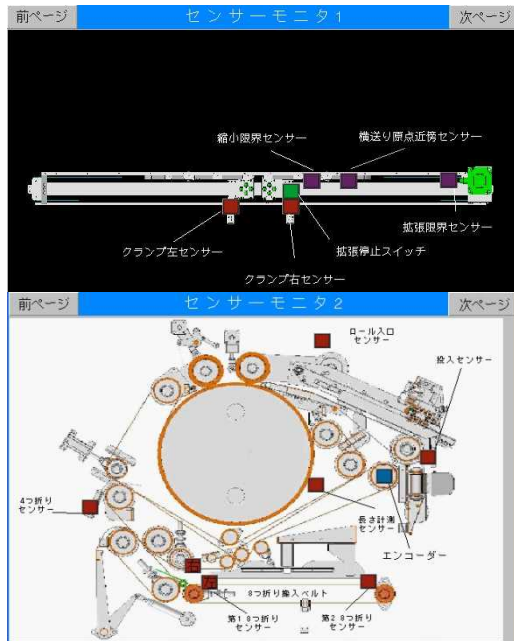 前ページ
センサーモニタ1
次ページ
縮小限界センサー
横送り原点近傍センサー
拡張限界センサー
クランプ左センサー
拡張停止スイッチ
クランプ右センサー
前ページ
センサーモニタ2
次ページ
ロール入口
センサー
投入センサー
4つ折り
センサー
長さ計測
センサー
エンコーダー
右
左
8つ折り搬入ベルト
第1 8つ折り
センサー
第2 8つ折り
センサー